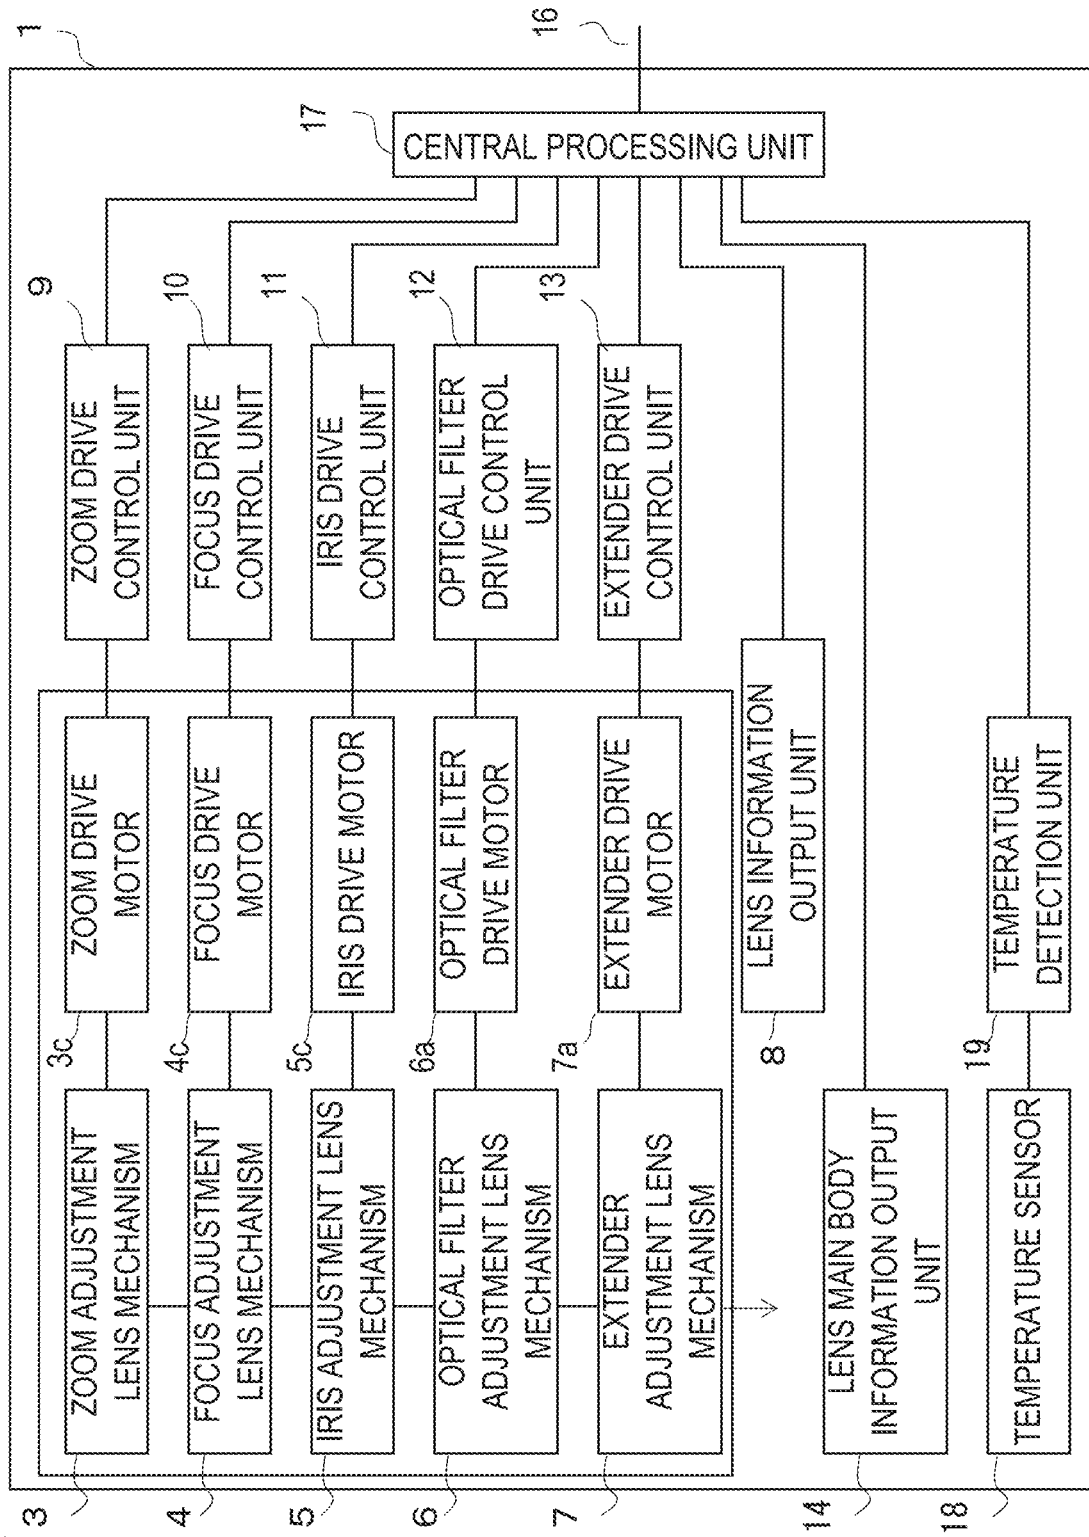 1
16
17
CENTRAL PROCESSING UNIT
9
ZOOM DRIVE
CONTROL UNIT
10
FOCUS DRIVE
CONTROL UNIT
11
IRIS DRIVE
CONTROL UNIT
12
OPTICAL FILTER
DRIVE CONTROL
UNIT
13
EXTENDER DRIVE
CONTROL UNIT
ZOOM DRIVE
MOTOR
3c
FOCUS DRIVE
MOTOR
4c
IRIS DRIVE MOTOR
5c
OPTICAL FILTER
DRIVE MOTOR
6a
EXTENDER DRIVE
MOTOR
7a
LENS INFORMATION
OUTPUT UNIT
8
TEMPERATURE
DETECTION UNIT
19
ZOOM ADJUSTMENT
LENS MECHANISM
3
FOCUS ADJUSTMENT
LENS MECHANISM
4
IRIS ADJUSTMENT LENS
MECHANISM
5
OPTICAL FILTER
ADJUSTMENT LENS
MECHANISM
6
EXTENDER
ADJUSTMENT LENS
MECHANISM
7
LENS MAIN BODY
INFORMATION OUTPUT
UNIT
14
TEMPERATURE SENSOR
18